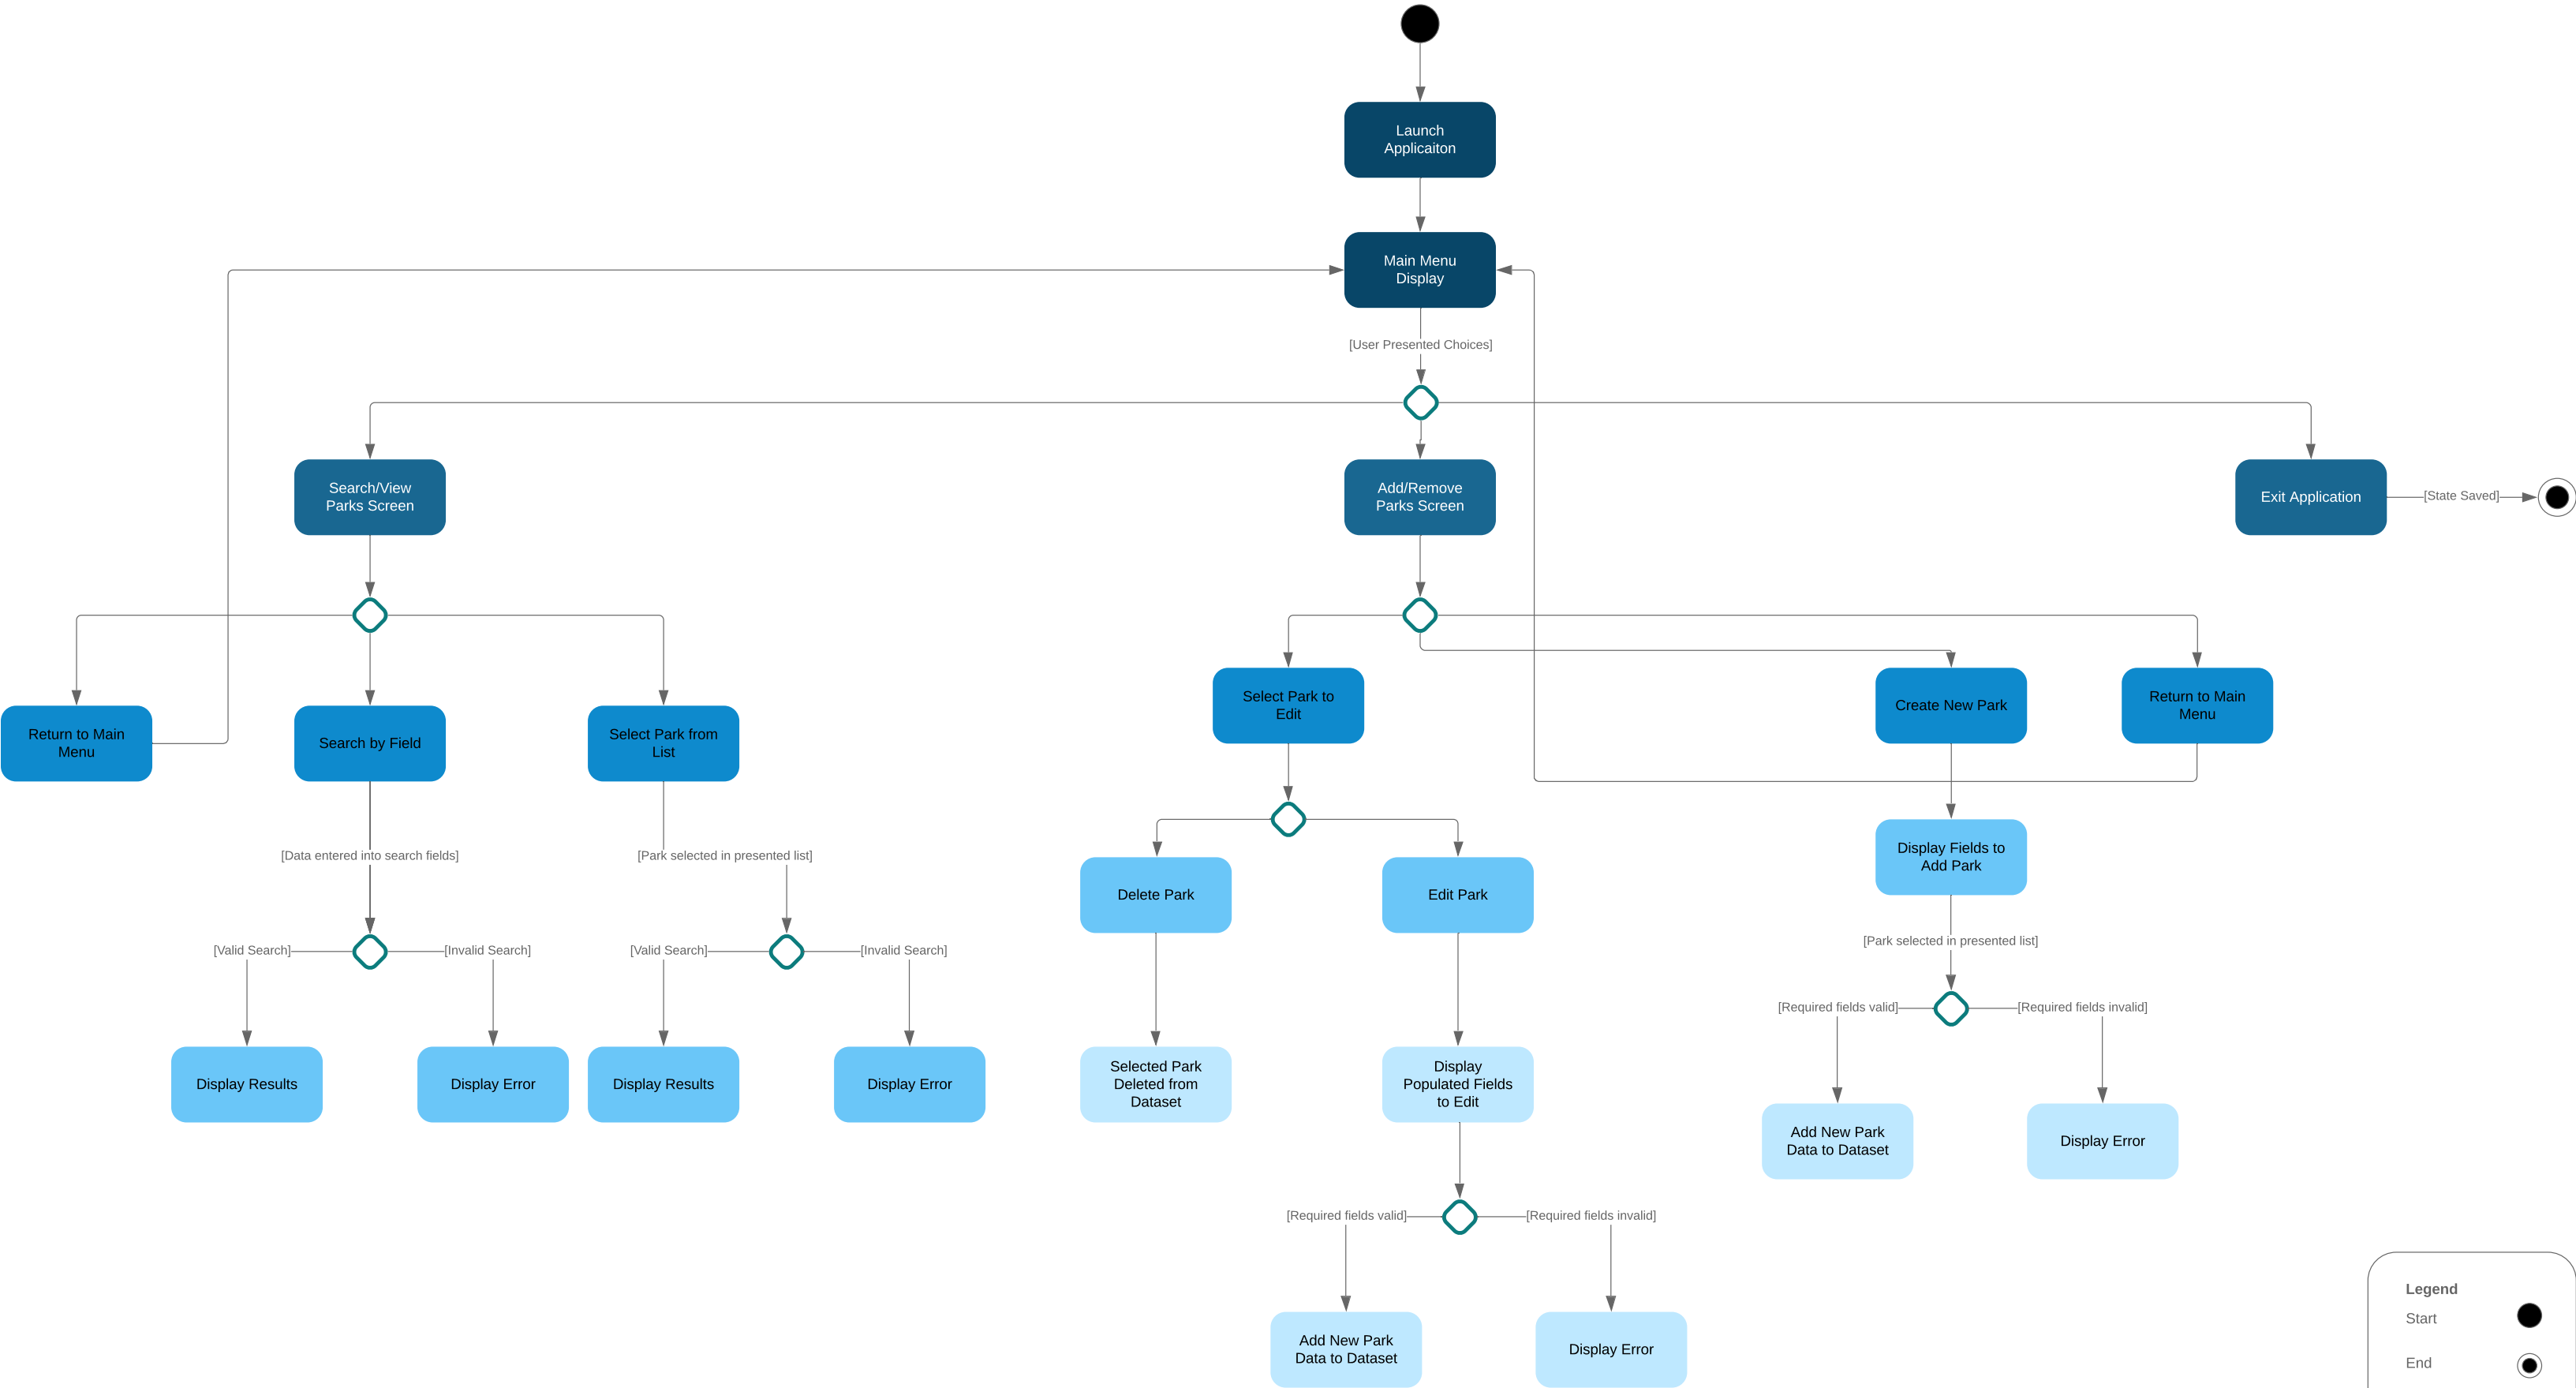 Launch
Applicaiton
Main Menu
Display
[User Presented Choices]
Search/View
Parks Screen
Add/Remove
Parks Screen
Exit Application
[State Saved]
Return to Main
Menu
Search by Field
Select Park from
List
Select Park to
Edit
Create New Park
Return to Main
Menu
[Data entered into search fields]
[Park selected in presented list]
Delete Park
Edit Park
Display Fields to
Add Park
[Valid Search]
[Invalid Search]
[Valid Search]
[Invalid Search]
[Park selected in presented list]
[Required fields valid]
[Required fields invalid]
Display Results
Display Error
Display Results
Display Error
Selected Park
Deleted from
Dataset
Display
Populated Fields
to Edit
Add New Park
Data to Dataset
Display Error
[Required fields valid]
[Required fields invalid]
Add New Park
Data to Dataset
Display Error
Legend
Start
End